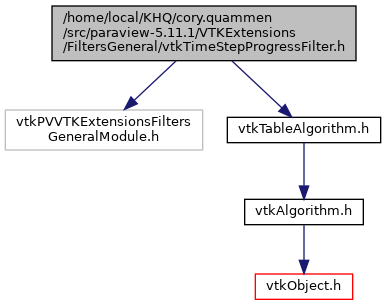 /home/local/KHQ/cory.quammen
/src/paraview-5.11.1/VTKExtensions
/FiltersGeneral/vtkTimeStepProgressFilter.h
vtkPVVTKExtensionsFilters
GeneralModule.h
vtkTableAlgorithm.h
vtkAlgorithm.h
vtkObject.h